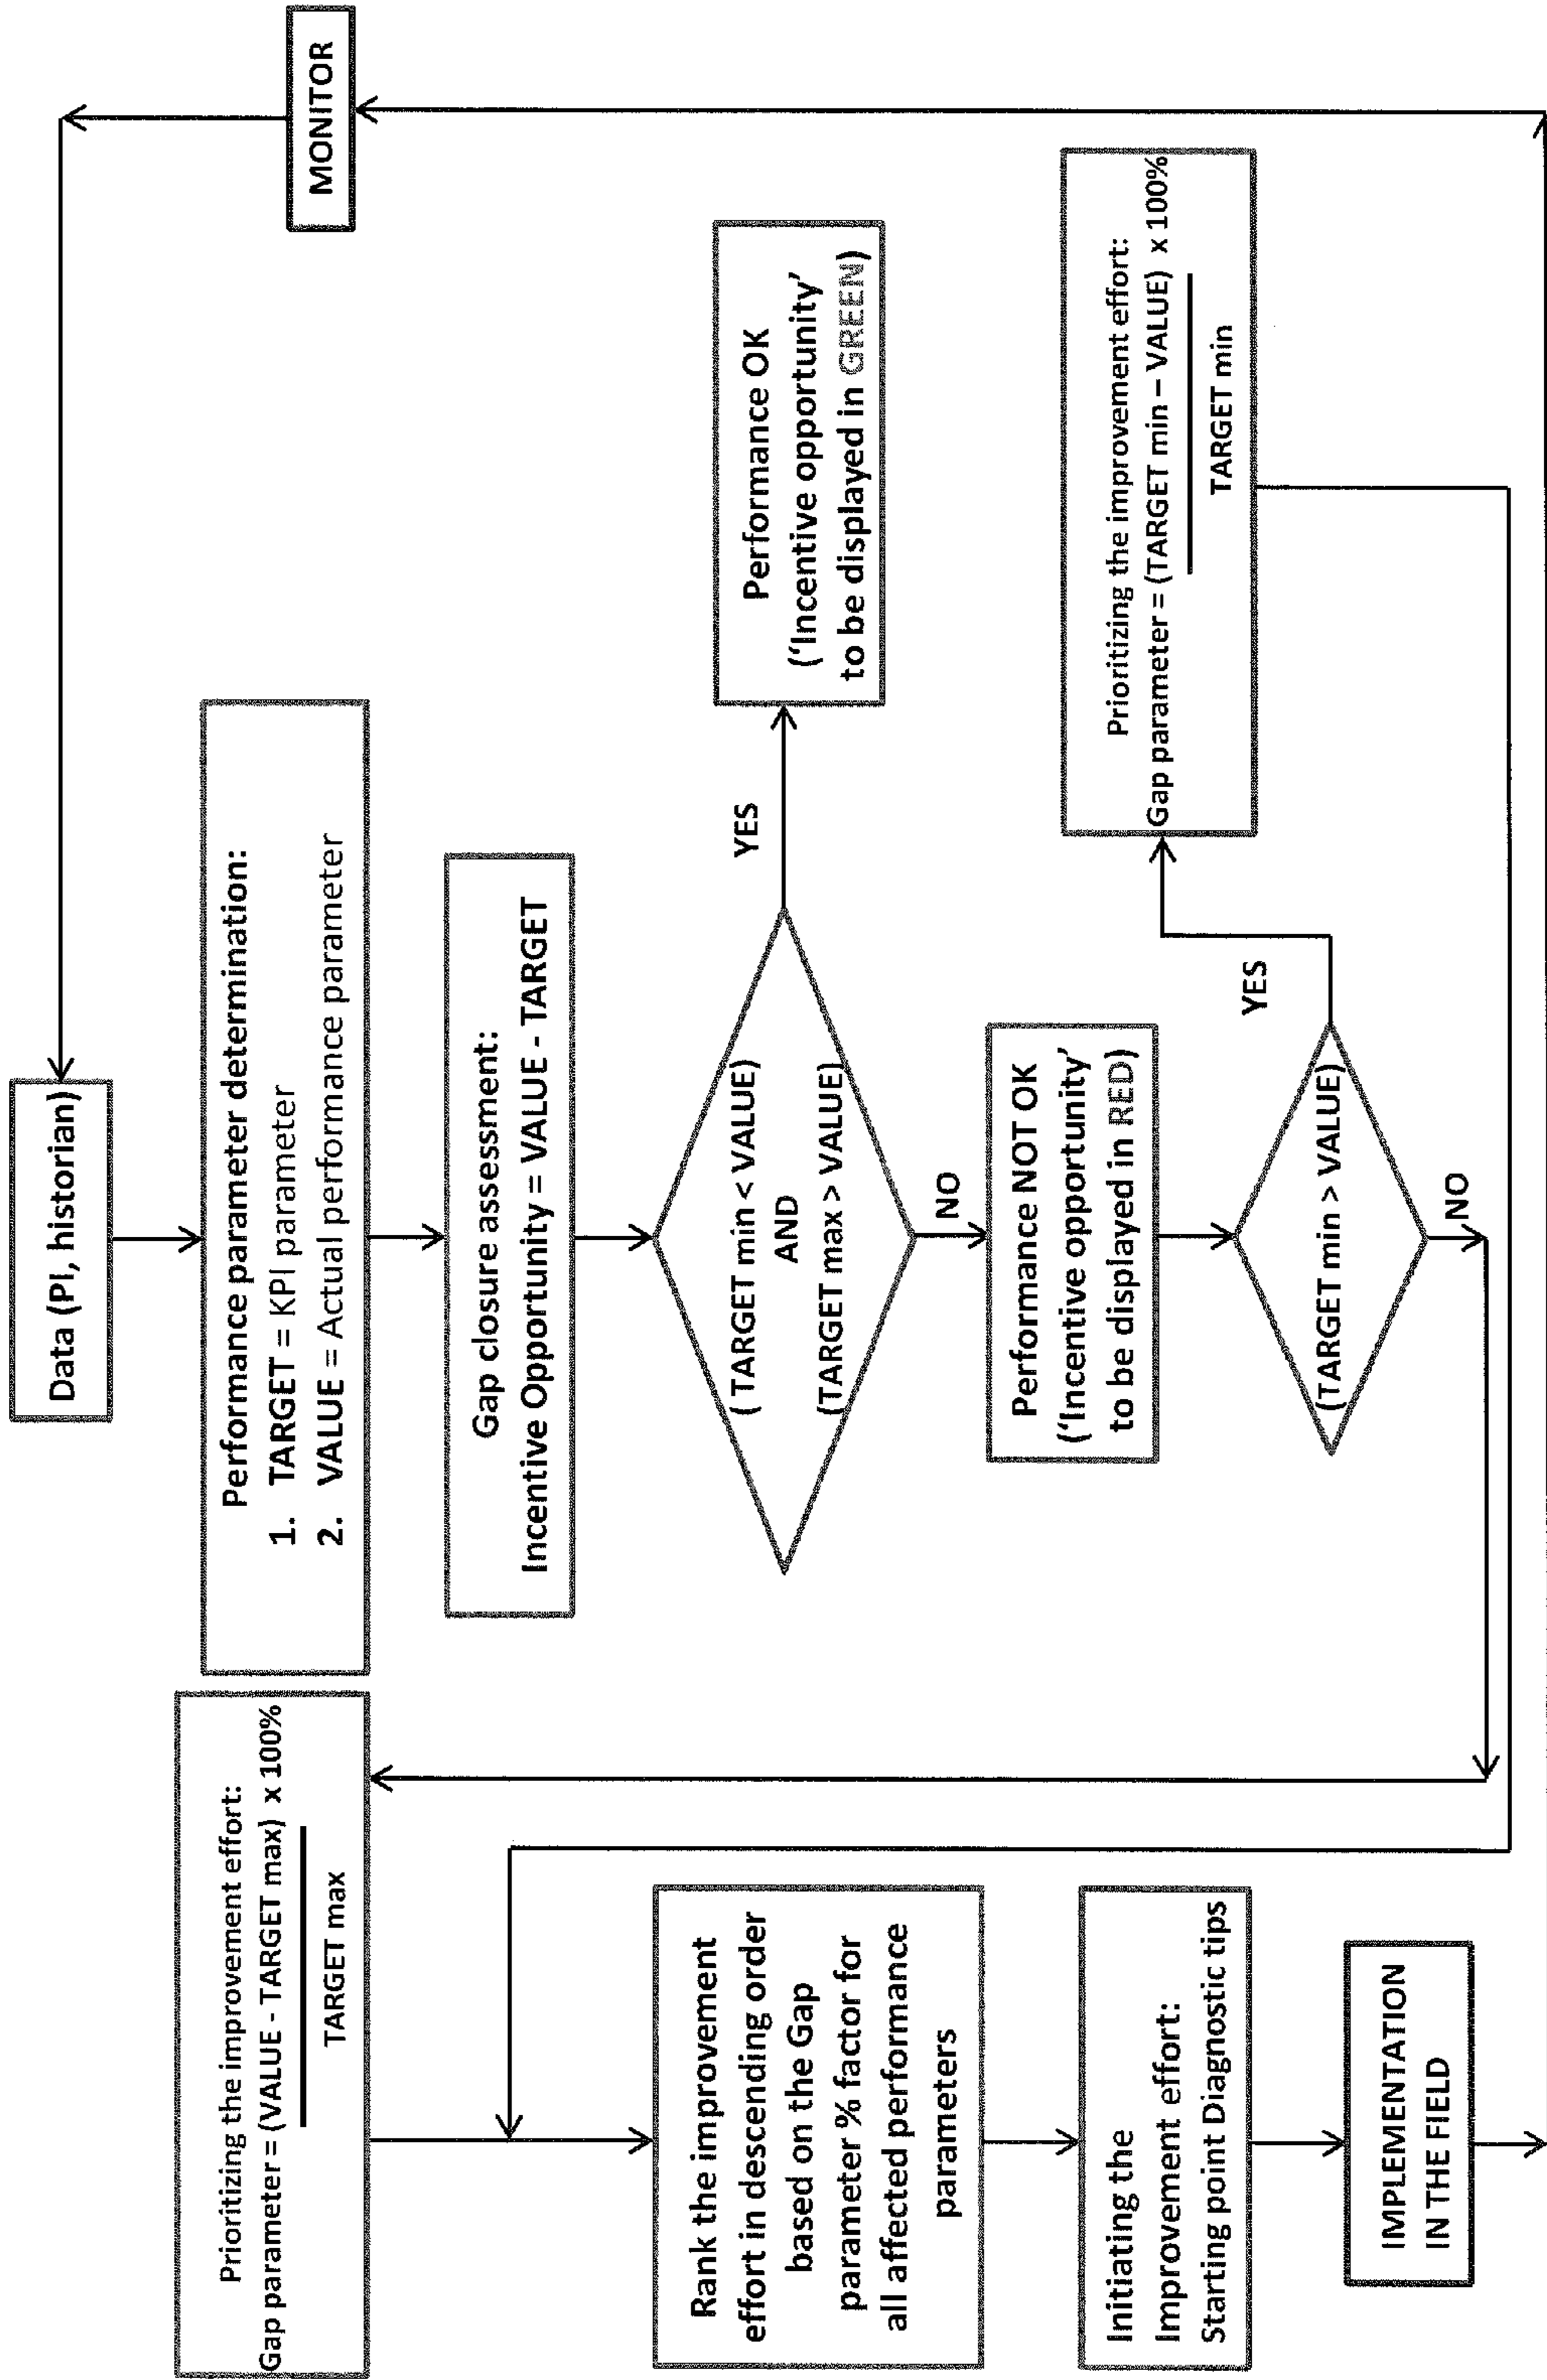 Data (PI, historian)
Performance parameter determination:
1. TARGET = KPI parameter
2. VALUE = Actual performance parameter
Gap closure assessment:
Incentive Opportunity = VALUE - TARGET
( TARGET min < VALUE)
AND
(TARGET max > VALUE)
YES
Performance OK
(‘Incentive opportunity’
to be displayed in GREEN)
NO
Performance NOT OK
(‘Incentive opportunity’
to be displayed in RED)
(TARGET min > VALUE)
YES
Prioritizing the improvement effort:
Gap parameter = (TARGET min – VALUE) x 100%
TARGET min
NO
Prioritizing the improvement effort:
Gap parameter = (VALUE - TARGET max) x 100%
TARGET max
Rank the improvement
effort in descending order
based on the Gap
parameter % factor for
all affected performance
parameters
Initiating the
Improvement effort:
Starting point Diagnostic tips
IMPLEMENTATION
IN THE FIELD
MONITOR